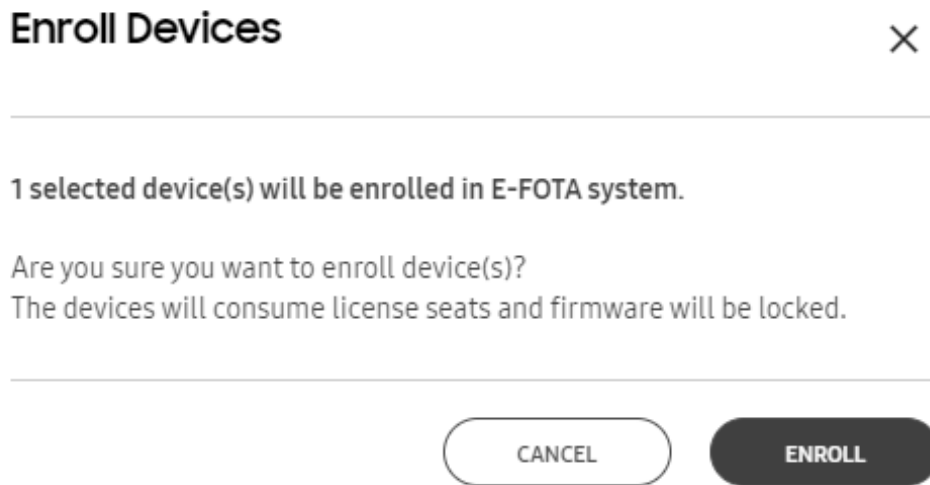 Enroll Devices
1 selected device(s) will be enrolled in E-FOTA system.
Are you sure you want to enroll device(s)?
The devices will consume license seats and firmware will be locked.
CANCEL
ENROLL